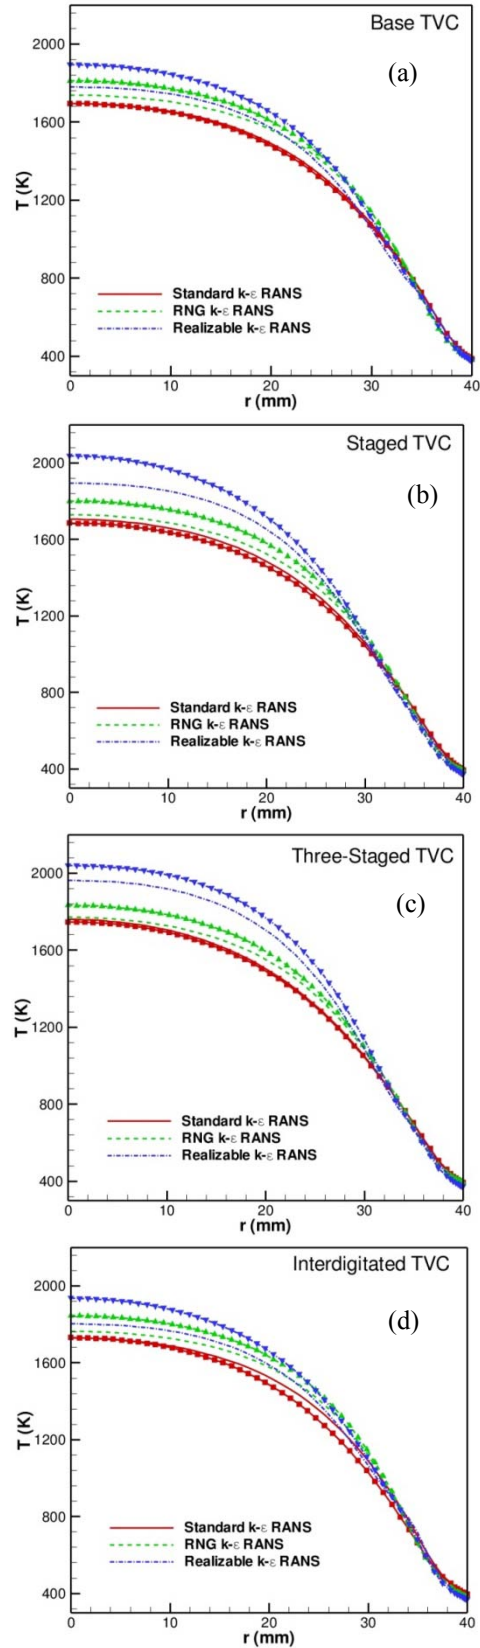 Base TVC
(a)
2000
1600
1200
800
400
T (K)
Standard k-ε RANS
RNG k-ε RANS
Realizable k-ε RANS
0 10 20 30 40
r (mm)
Staged TVC
(b)
2000
1600
1200
800
400
T (K)
Standard k-ε RANS
RNG k-ε RANS
Realizable k-ε RANS
0 10 20 30 40
r (mm)
Three-Staged TVC
(c)
2000
1600
1200
800
400
T (K)
Standard k-ε RANS
RNG k-ε RANS
Realizable k-ε RANS
0 10 20 30 40
r (mm)
Interdigitated TVC
(d)
2000
1600
1200
800
400
T (K)
Standard k-ε RANS
RNG k-ε RANS
Realizable k-ε RANS
0 10 20 30 40
r (mm)